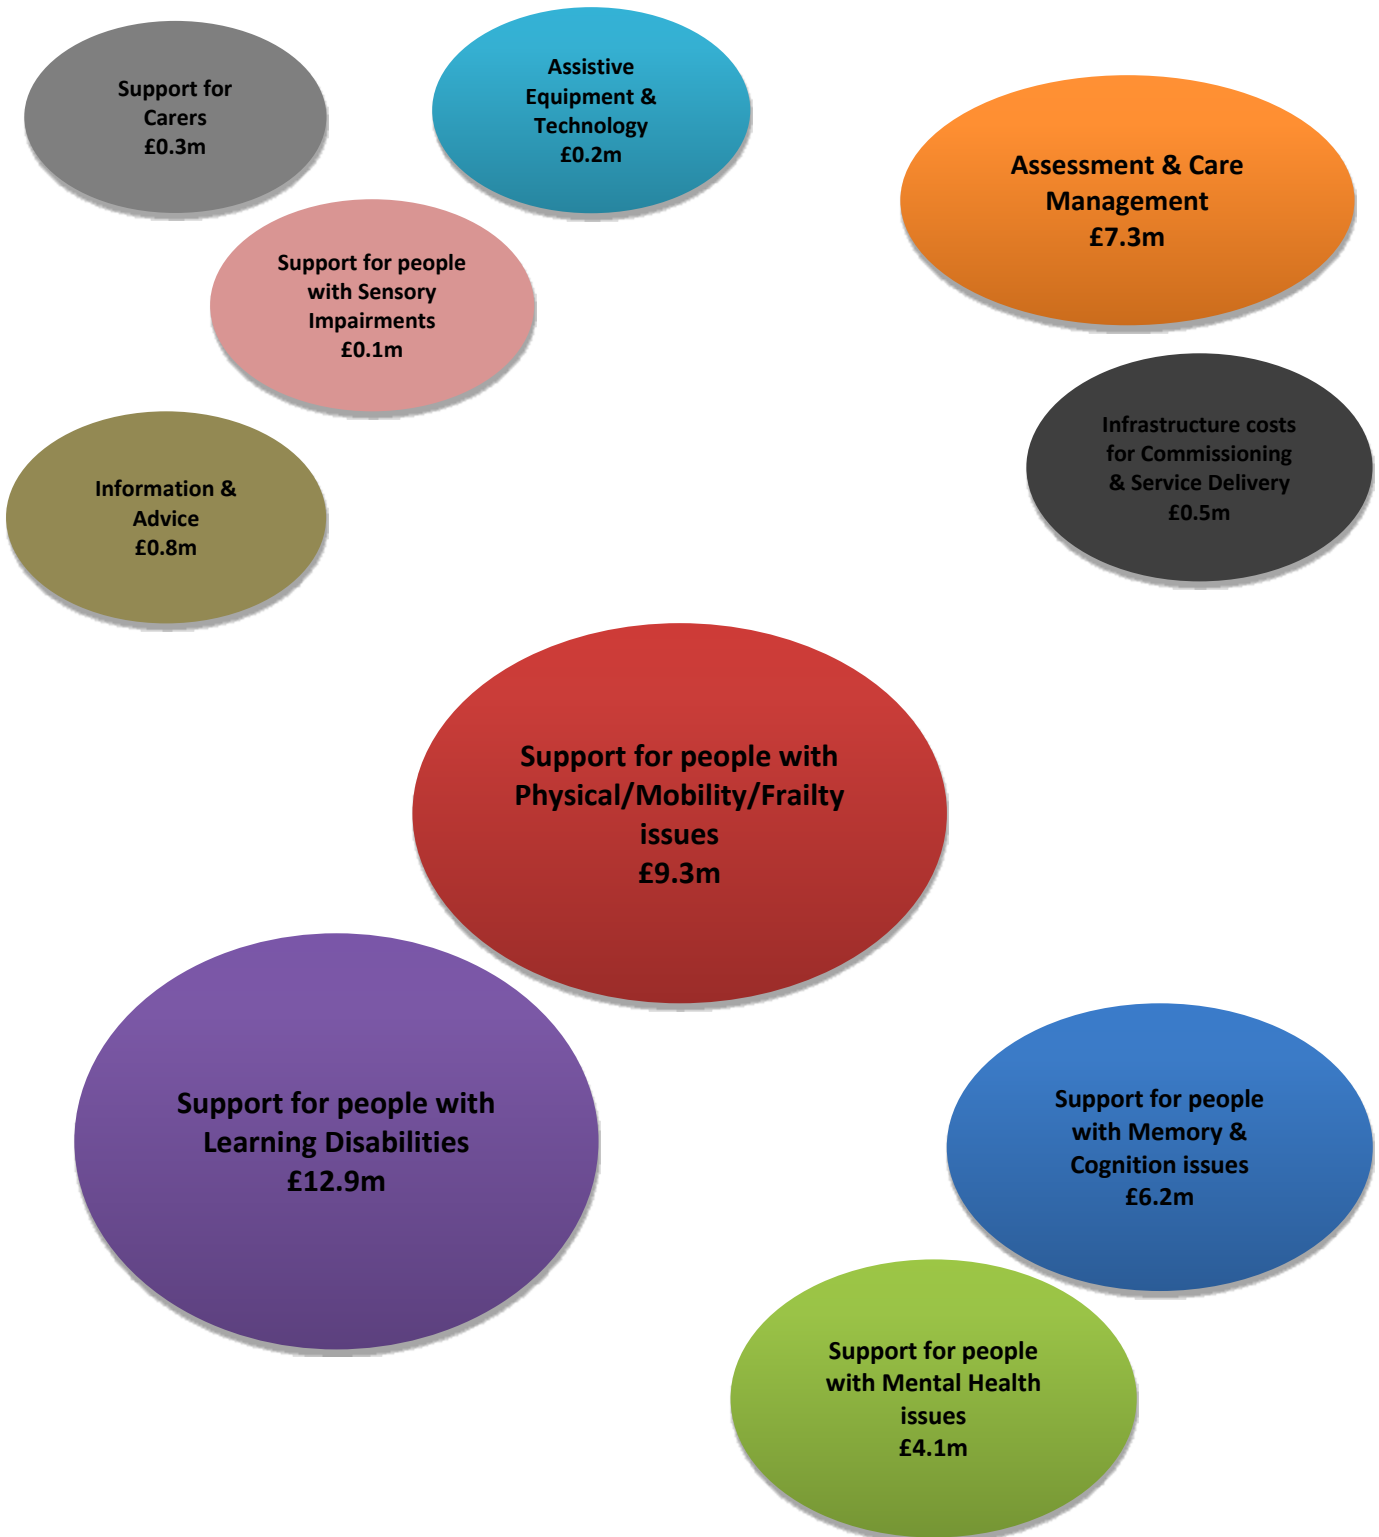 Support for
Carers
£0.3m
Assistive
Equipment &
Technology
£0.2m
Assessment & Care
Management
£7.3m
Support for people
with Sensory
Impairments
£0.1m
Infrastructure costs
for Commissioning
& Service Delivery
£0.5m
Information &
Advice
£0.8m
Support for people with
Physical/Mobility/Frailty
issues
£9.3m
Support for people with
Learning Disabilities
£12.9m
Support for people
with Memory &
Cognition issues
£6.2m
Support for people
with Mental Health
issues
£4.1m